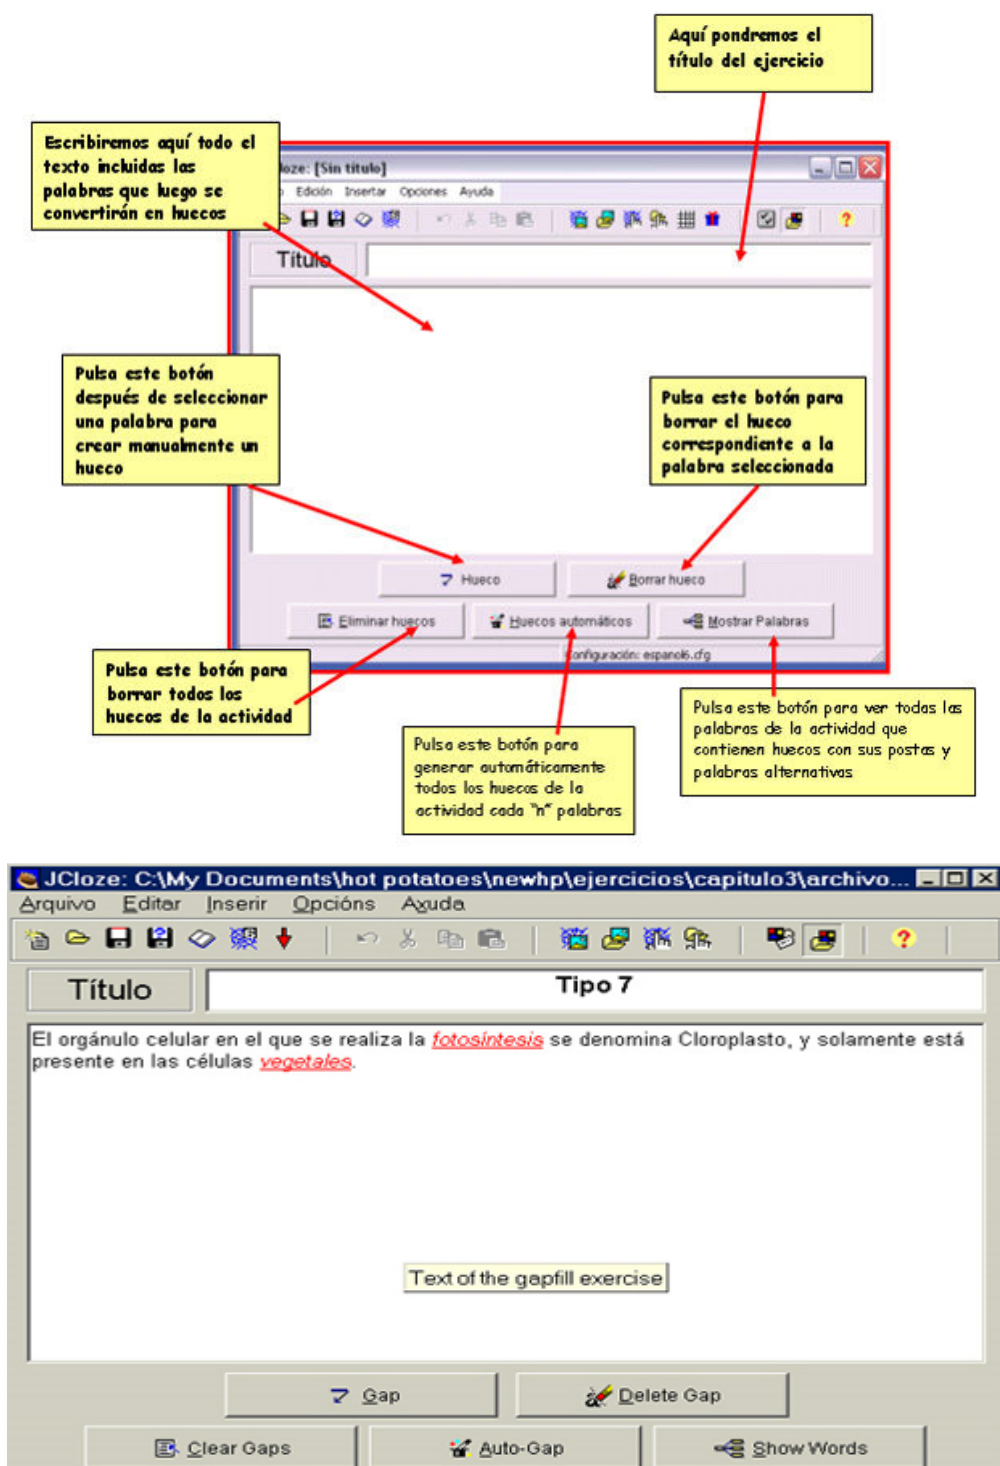 Aquí pondremos el
título del ejercicio
Escribiremos aquí todo el
texto incluidas las
palabras que luego se
convertirán en huecos
loze: [Sin título]
Edición Insertar Opciones Ayuda
Título
Pulsa este botón
después de seleccionar
una palabra para
crear manualmente un
hueco
Pulsa este botón para
borrar el hueco
correspondiente a la
palabra seleccionada
Hueco
Borrar hueco
Eliminar huecos
Huecos automáticos
Mostrar Palabras
Configuración: espanol6.cfg
Pulsa este botón para
borrar todos los
huecos de la actividad
Pulsa este botón para
generar automáticamente
todos los huecos de la
actividad cada "n" palabras
Pulsa este botón para ver todas las
palabras de la actividad que
contienen huecos con sus postas y
palabras alternativas
JCloze: C:\My Documents\hot potatoes\newhp\ejercicios\capitulo3\archivo...
Arquivo Editar Inserir Opcións Axuda
Título
Tipo 7
El orgánulo celular en el que se realiza la fotosíntesis se denomina Cloroplasto, y solamente está
presente en las células vegetales.
Text of the gapfill exercise
Gap
Delete Gap
Clear Gaps
Auto-Gap
Show Words